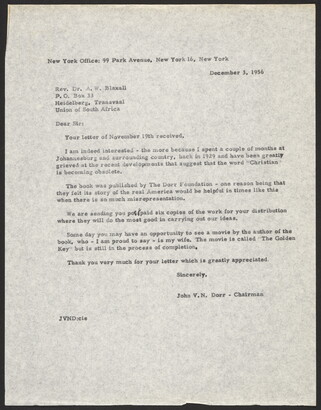 New York Office: 99 Park Avenue, New York 16, New York
December 3, 1956
Rev. Dr. A. W. Blaxall
P.O. Box 33
Heidelberg, Transvaal
Union of South Africa
Dear Sir:
Your letter of November 19th received.
I am indeed interested - the more because I spent a couple of months at
Johannesburg and surrounding country, back in 1929 and have been greatly
grieved at the recent developments that suggest that the word "Christian"
is becoming obsolete.
The book was published by The Dorr Foundation - one reason being that
they felt its story of the real America would be helpful in times like this
when there is so much misrepresentation.
We are sending you postpaid six copies of the work for your distribution
where they will do the most good in carrying out our ideas.
Some day you may have an opportunity to see a movie by the author of the
book, who - I am proud to say - is my wife. The movie is called "The Golden
Key" but is still in the process of completion.
Thank you very much for your letter which is greatly appreciated.
Sincerely,
John V.N. Dorr - Chairman
JVND: